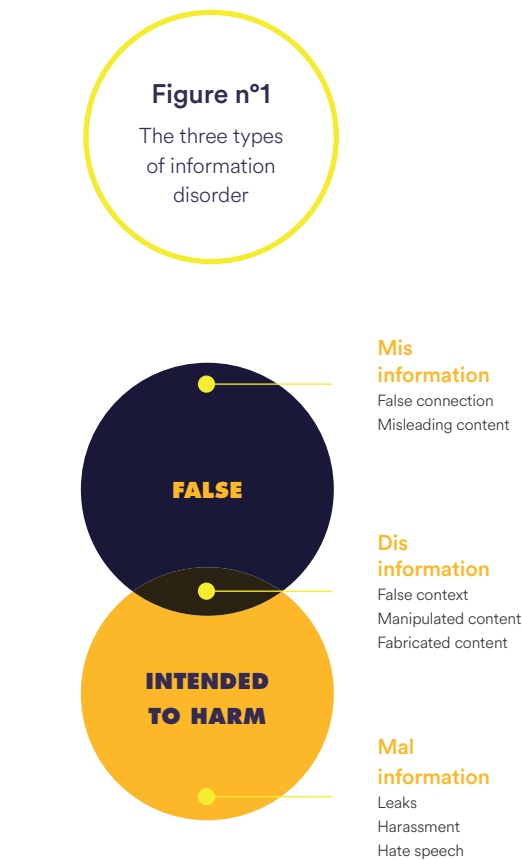 Figure n°1
The three types
of information
disorder
Mis
information
False connection
Misleading content
FALSE
Dis
information
False context
Manipulated content
Fabricated content
INTENDED
TO HARM
Mal
information
Leaks
Harassment
Hate speech